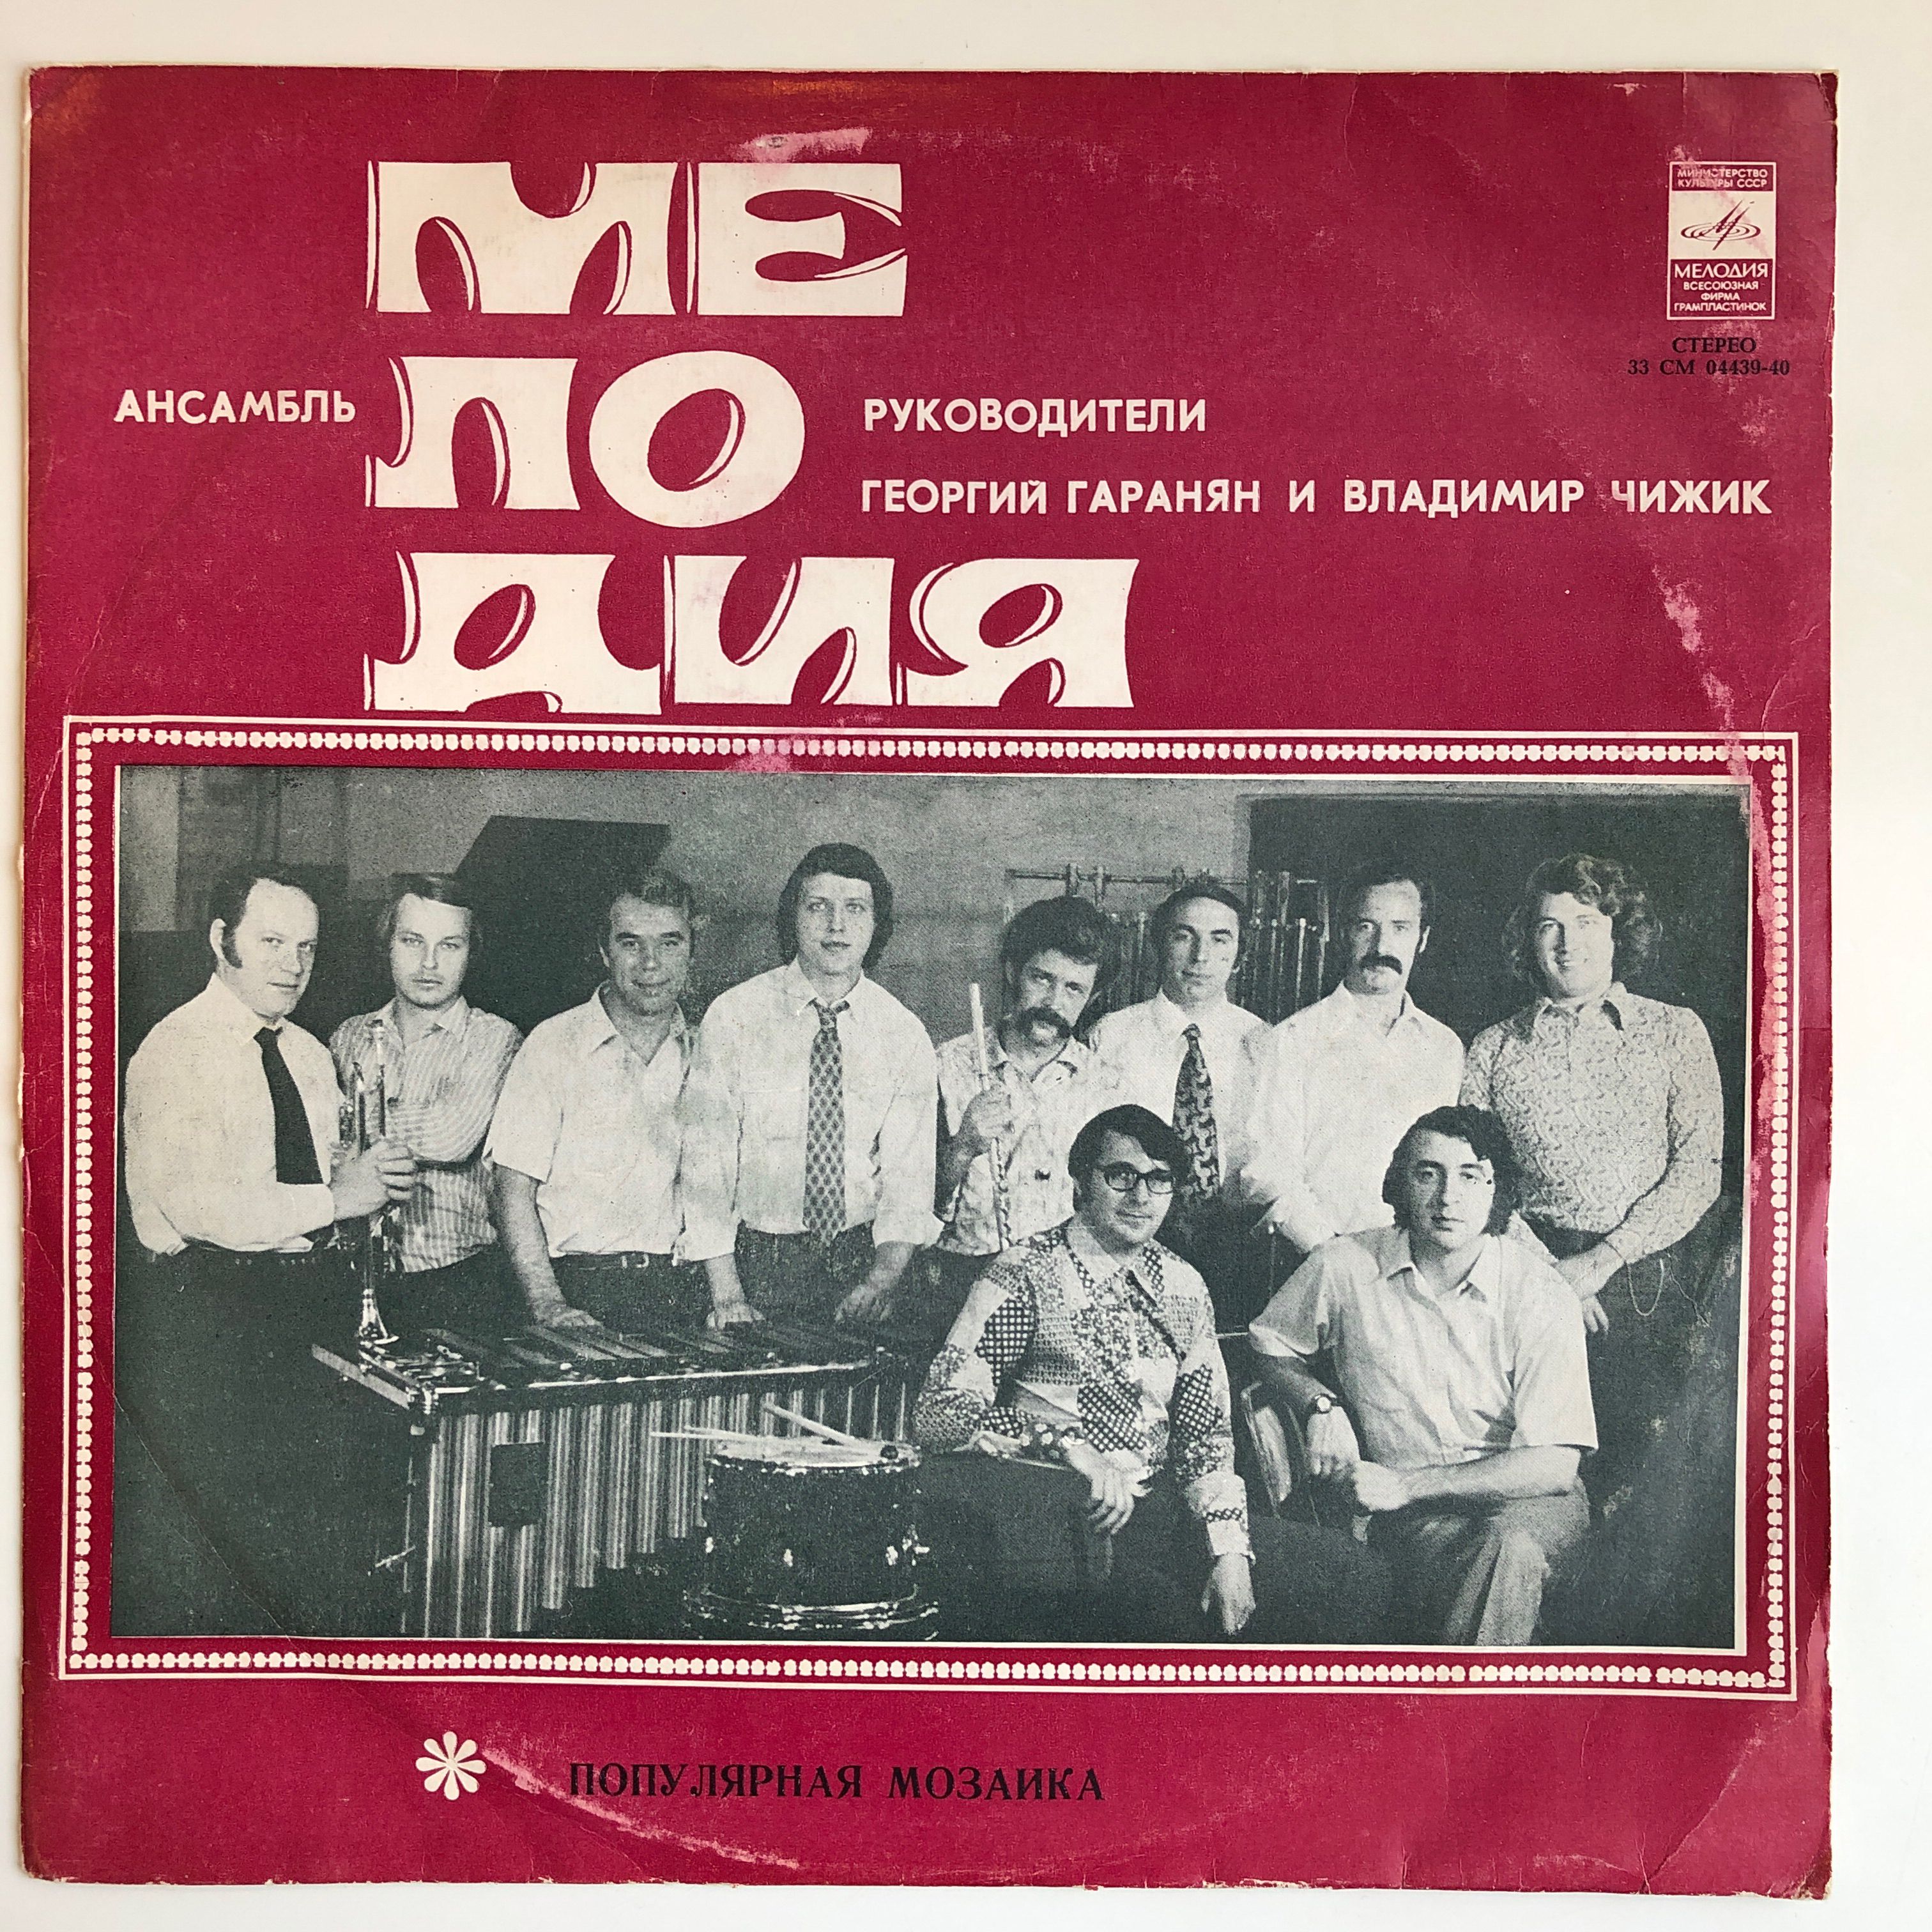 МЕ
ЛО
ДИЯ
АНСАМБЛЬ
РУКОВОДИТЕЛИ
ГЕОРГИЙ ГАРАНЯН И ВЛАДИМИР ЧИЖИК
МИНИСТЕРСТВО
КУЛЬТУРЫ СССР
МЕЛОДИЯ
ВСЕСОЮЗНАЯ
ФИРМА
ГРАМПЛАСТИНОК
СТЕРЕО
33 СМ 04439-40
ПОПУЛЯРНАЯ МОЗАИКА